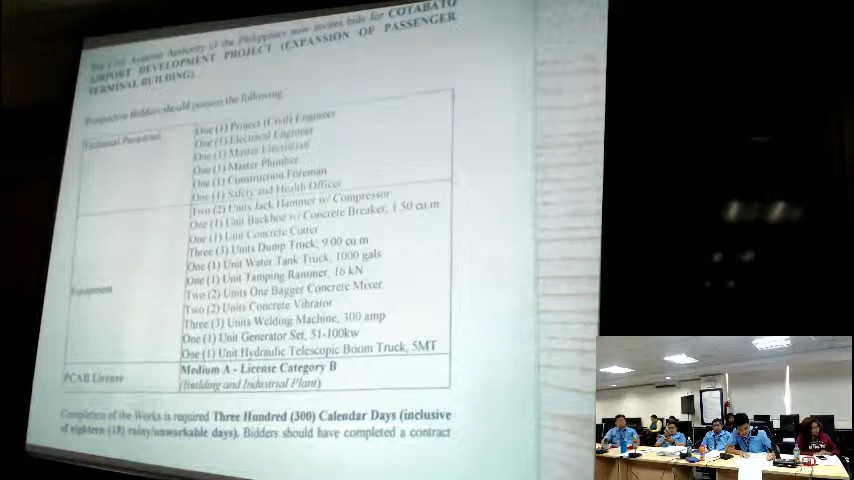 The Civil Aviation Authority of the Philippines now invites bids for COTABATO
AIRPORT DEVELOPMENT PROJECT (EXPANSION OF PASSENGER
TERMINAL BUILDING).
Prospective Bidders should possess the following:
Technical Personnel
One (1) Project (Civil) Engineer
One (1) Electrical Engineer
One (1) Master Electrician
One (1) Master Plumber
One (1) Construction Foreman
One (1) Safety and Health Officer
Equipment
Two (2) Units Jack Hammer w/ Compressor
One (1) Unit Backhoe w/ Concrete Breaker, 1.50 cu.m
One (1) Unit Concrete Cutter
Three (3) Units Dump Truck, 9.00 cu.m
One (1) Unit Water Tank Truck, 1000 gals
One (1) Unit Tamping Rammer, 16 kN
Two (2) Units One Bagger Concrete Mixer
Two (2) Units Concrete Vibrator
Three (3) Units Welding Machine, 300 amp
One (1) Unit Generator Set, 51-100kw
One (1) Unit Hydraulic Telescopic Boom Truck, 5MT
PCAB License
Medium A - License Category B
(Building and Industrial Plant)
Completion of the Works is required Three Hundred (300) Calendar Days (inclusive
of eighteen (18) rainy/unworkable days). Bidders should have completed a contract